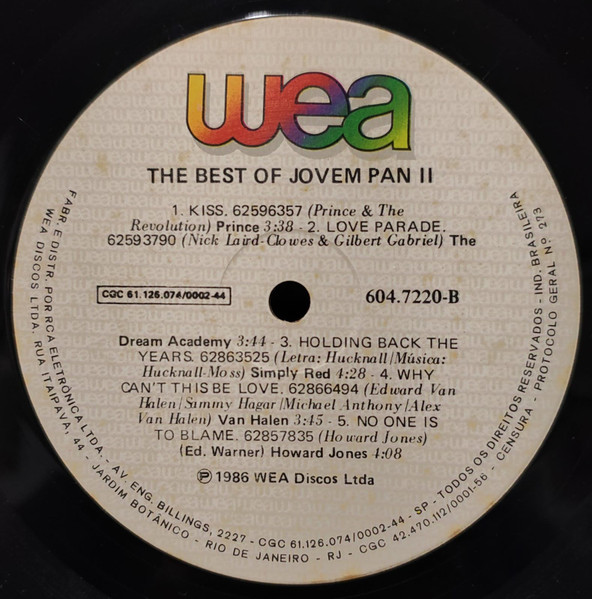 wea
THE BEST OF JOVEM PAN II
1. KISS. 62596357 (Prince & The
Revolution) Prince 3:38 - 2. LOVE PARADE.
62593790 (Nick Laird-Clowes & Gilbert Gabriel) The
CGC 61.126.074/0002-44
604.7220-B
Dream Academy 3:44 - 3. HOLDING BACK THE
YEARS. 62863525 (Letra: Hucknall/Música:
Hucknall-Moss) Simply Red 4:28 - 4. WHY
CAN'T THIS BE LOVE. 62866494 (Edward Van
Halen/Sammy Hagar/Michael Anthony/Alex
Van Halen) Van Halen 3:45 - 5. NO ONE IS
TO BLAME. 62857835 (Howard Jones)
(Ed. Warner) Howard Jones 4:08
℗ 1986 WEA Discos Ltda
FABR. E DISTR. POR RCA ELETRÔNICA LTDA. - AV. ENG. BILLINGS, 2227 - CGC 61.126.074/0002-44 - SP - TODOS OS DIREITOS RESERVADOS - IND. BRASILEIRA
WEA DISCOS LTDA. RUA ITAIPAVA, 44 - JARDIM BOTÂNICO - RIO DE JANEIRO - RJ - CGC 42.470.112/0001-56 - CENSURA - PROTOCOLO GERAL Nº 273